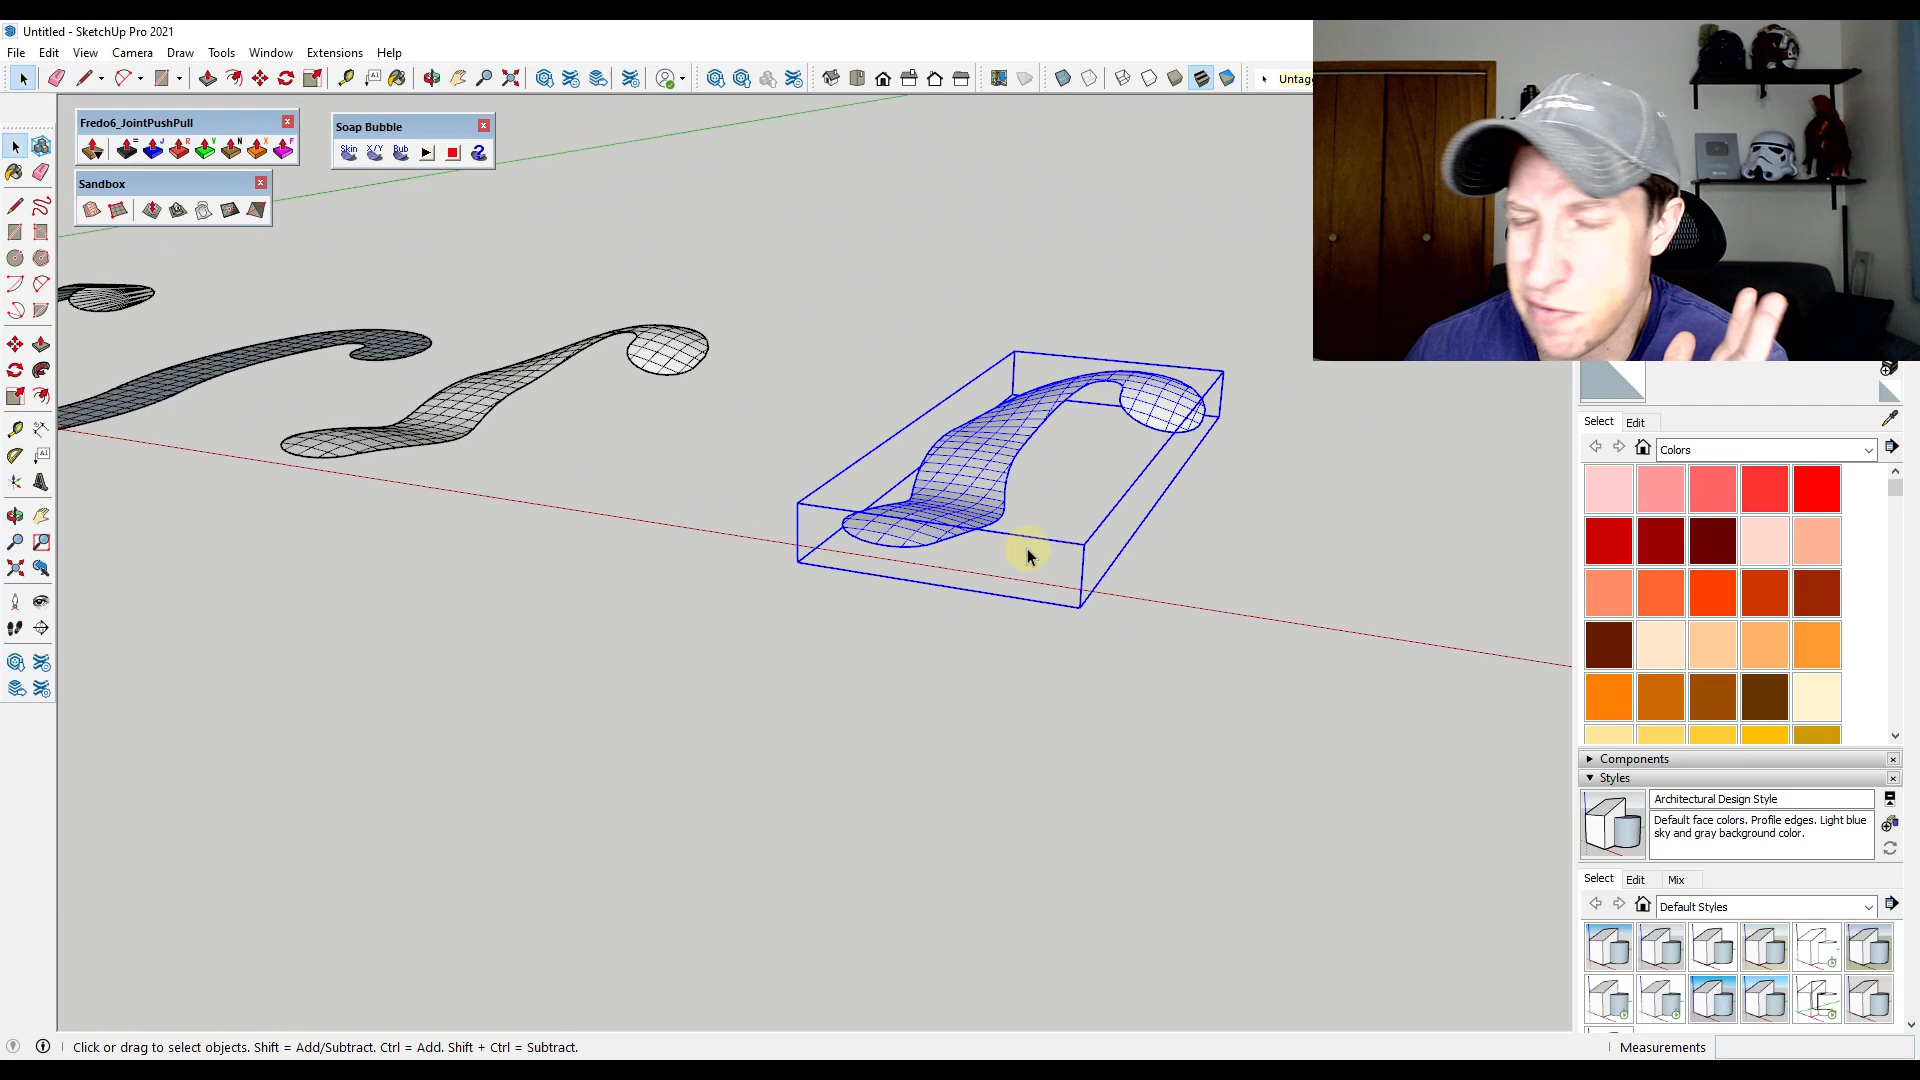 Untitled - SketchUp Pro 2021
File Edit View Camera Draw Tools Window Extensions Help
Untag
Fredo6_JointPushPull
Soap Bubble
Skin X/Y Bub
Sandbox
Select Edit
Colors
Components
Styles
Architectural Design Style
Default face colors. Profile edges. Light blue
sky and gray background color.
Select Edit Mix
Default Styles
Click or drag to select objects. Shift = Add/Subtract. Ctrl = Add. Shift + Ctrl = Subtract.
Measurements